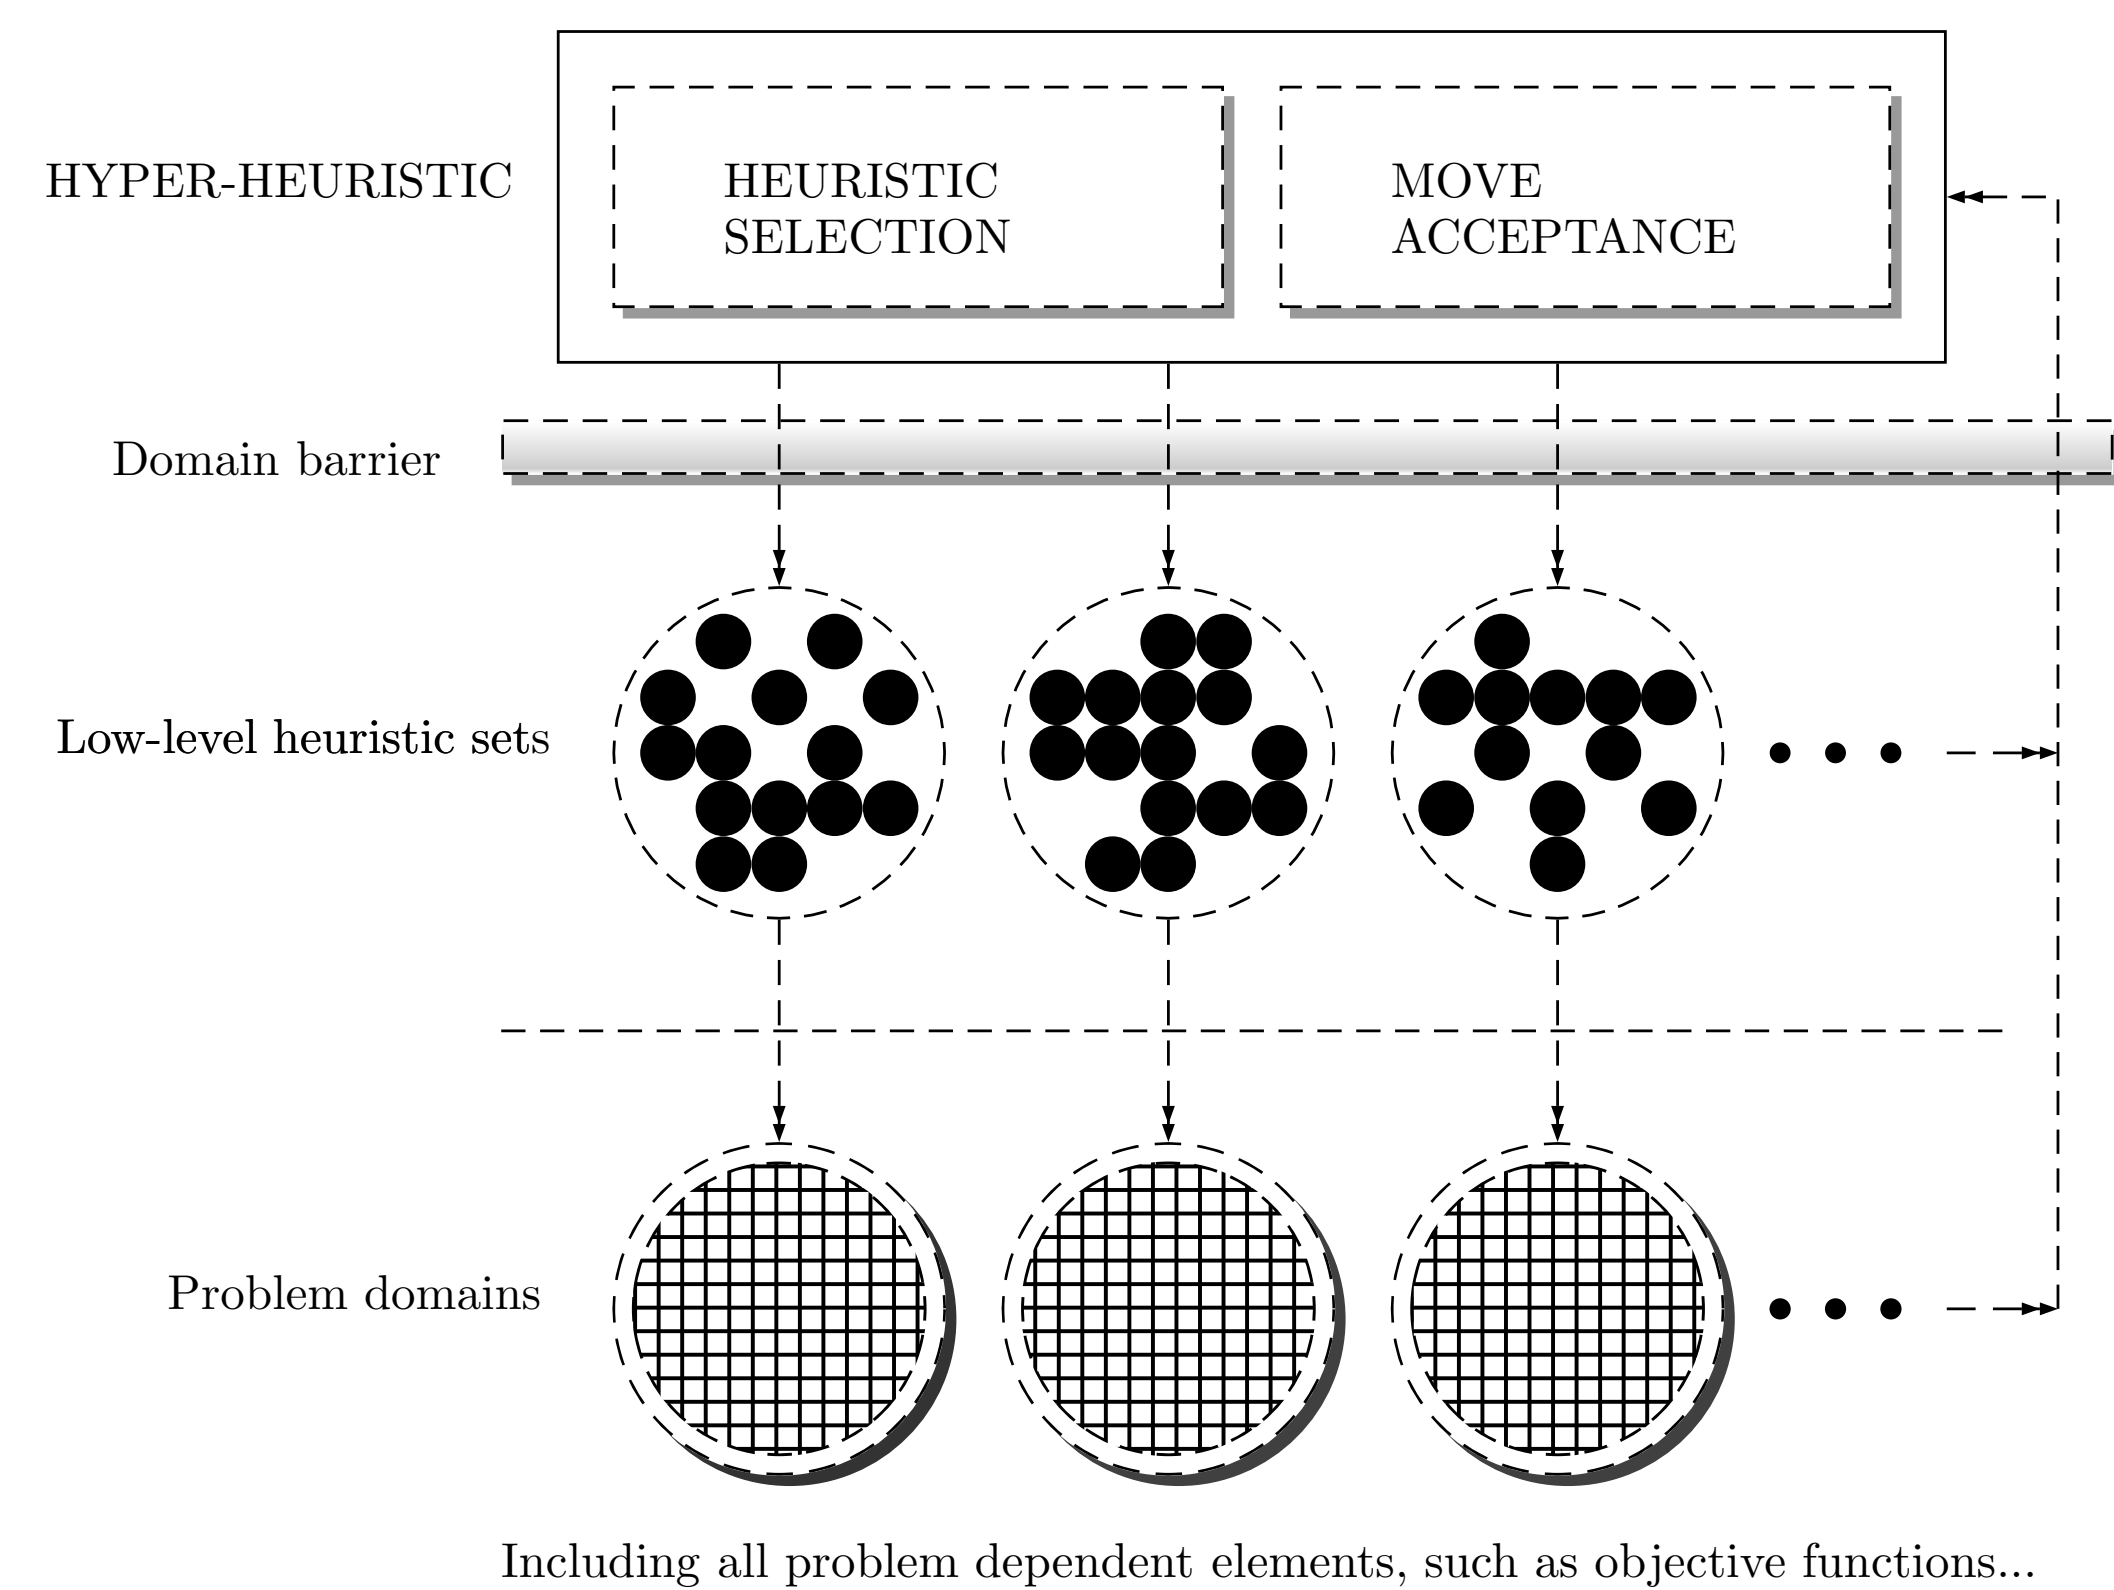 HYPER-HEURISTIC
HEURISTIC
SELECTION
MOVE
ACCEPTANCE
Domain barrier
Low-level heuristic sets
Problem domains
Including all problem dependent elements, such as objective functions...